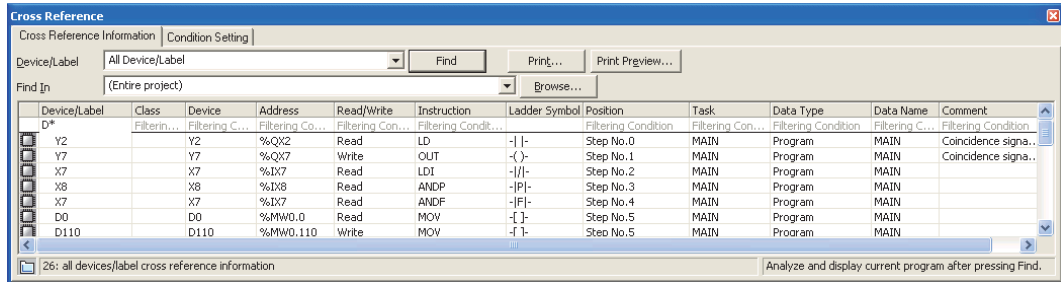 Cross Reference
Cross Reference Information Condition Setting
Device/Label All Device/Label Find Print... Print Preview...
Find In (Entire project) Browse...
Device/Label Class Device Address Read/Write Instruction Ladder Symbol Position Task Data Type Data Name Comment
D* Filterin... Filtering C... Filtering Co... Filtering Con... Filtering Condit... Filtering Condition Filtering Con... Filtering Condition Filtering C... Filtering Condition
Y2 Y2 %QX2 Read LD -| |- Step No.0 MAIN Program MAIN Coincidence signa...
Y7 Y7 %QX7 Write OUT -( )- Step No.1 MAIN Program MAIN Coincidence signa...
X7 X7 %IX7 Read LDI -|/|- Step No.2 MAIN Program MAIN
X8 X8 %IX8 Read ANDP -|P|- Step No.3 MAIN Program MAIN
X7 X7 %IX7 Read ANDF -|F|- Step No.4 MAIN Program MAIN
D0 D0 %MW0.0 Read MOV -[ ]- Step No.5 MAIN Program MAIN
D110 D110 %MW0.110 Write MOV -[ ]- Step No.5 MAIN Program MAIN
26: all devices/label cross reference information Analyze and display current program after pressing Find.